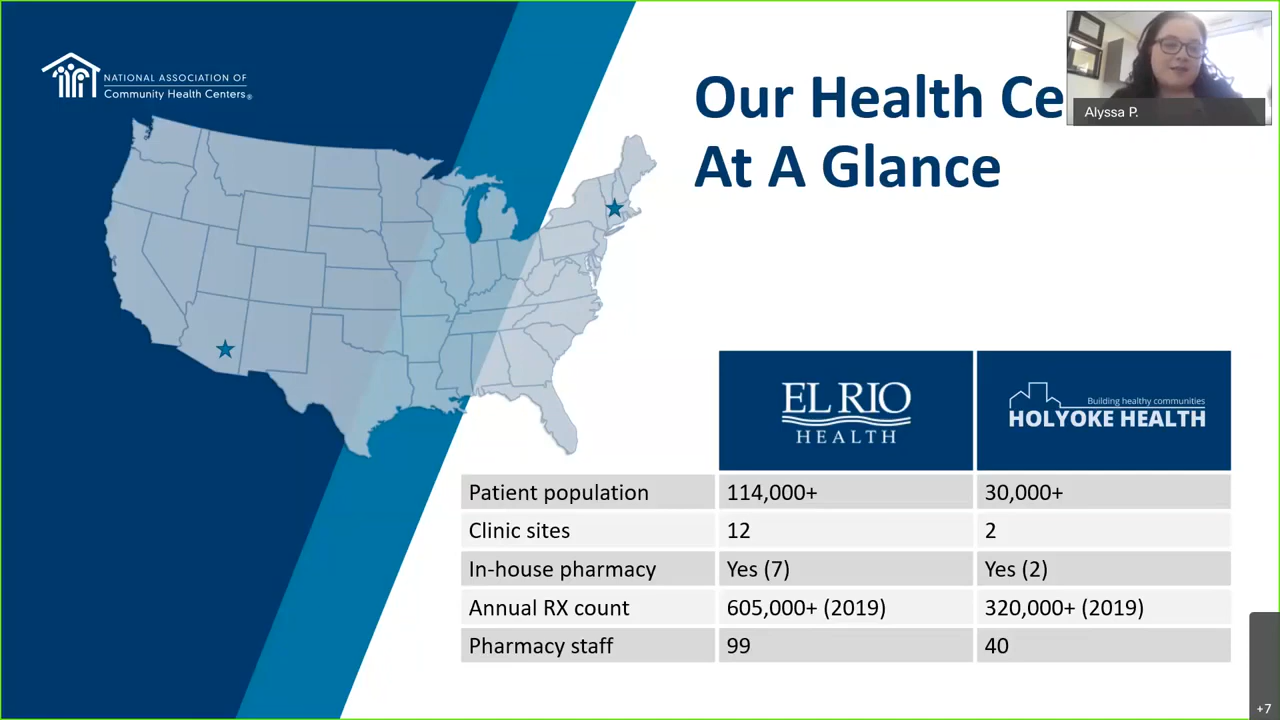 NATIONAL ASSOCIATION OF
Community Health Centers®
Our Health Ce
At A Glance
Alyssa P.
EL RIO
HEALTH
Building healthy communities
HOLYOKE HEALTH
Patient population 114,000+ 30,000+
Clinic sites 12 2
In-house pharmacy Yes (7) Yes (2)
Annual RX count 605,000+ (2019) 320,000+ (2019)
Pharmacy staff 99 40
+7